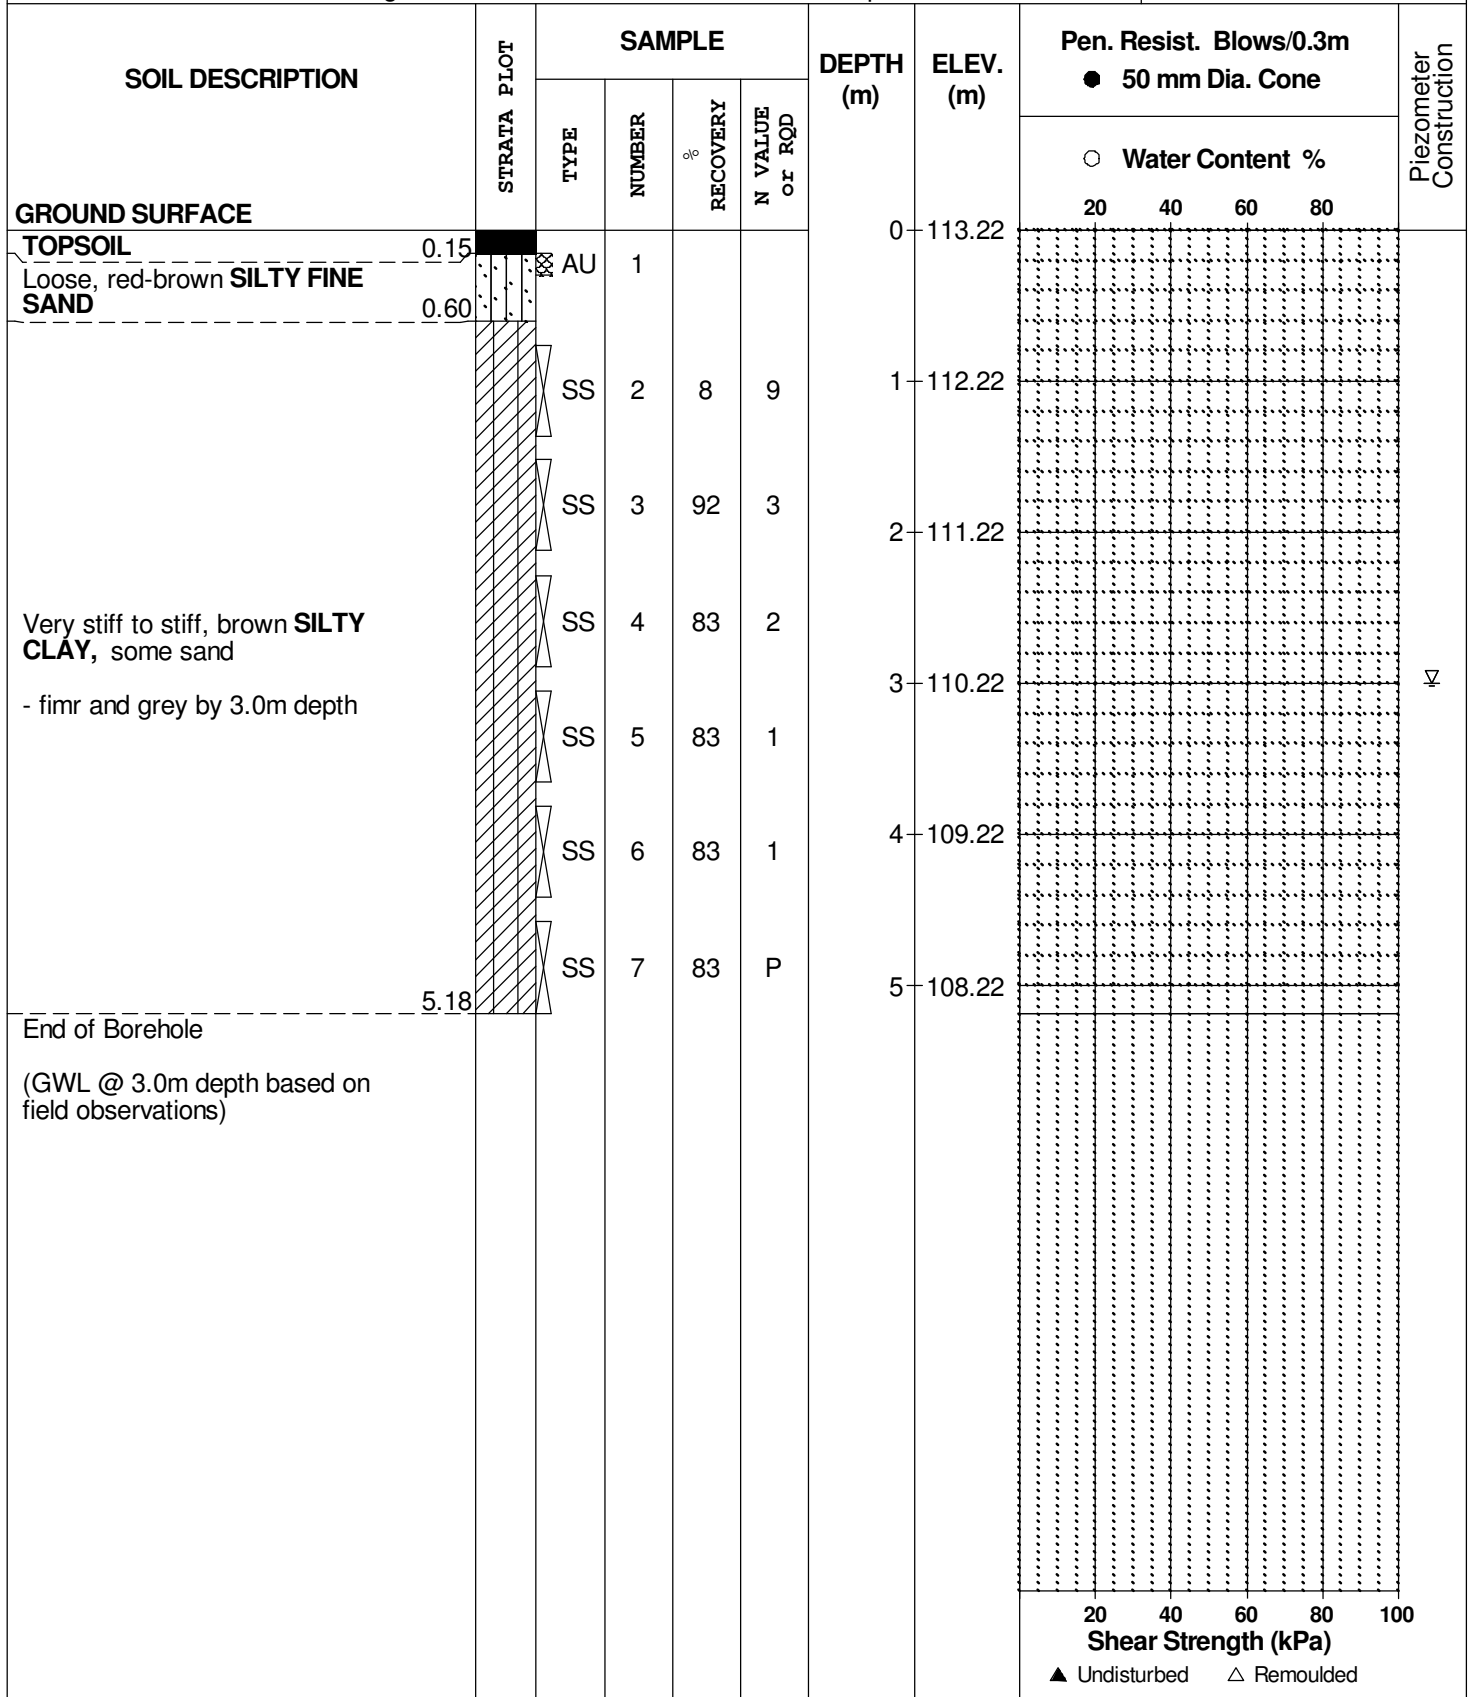 SOIL DESCRIPTION
GROUND SURFACE
STRATA PLOT
SAMPLE
TYPE
NUMBER
% RECOVERY
N VALUE or RQD
DEPTH (m)
ELEV. (m)
Pen. Resist. Blows/0.3m
● 50 mm Dia. Cone
○ Water Content %
20 40 60 80
Piezometer Construction
0 113.22
TOPSOIL 0.15
AU 1
Loose, red-brown SILTY FINE
SAND 0.60
1 112.22
SS 2 8 9
SS 3 92 3
2 111.22
SS 4 83 2
Very stiff to stiff, brown SILTY
CLAY, some sand
3 110.22
- fimr and grey by 3.0m depth
SS 5 83 1
4 109.22
SS 6 83 1
SS 7 83 P
5 108.22
5.18
End of Borehole
(GWL @ 3.0m depth based on
field observations)
20 40 60 80 100
Shear Strength (kPa)
▲ Undisturbed △ Remoulded